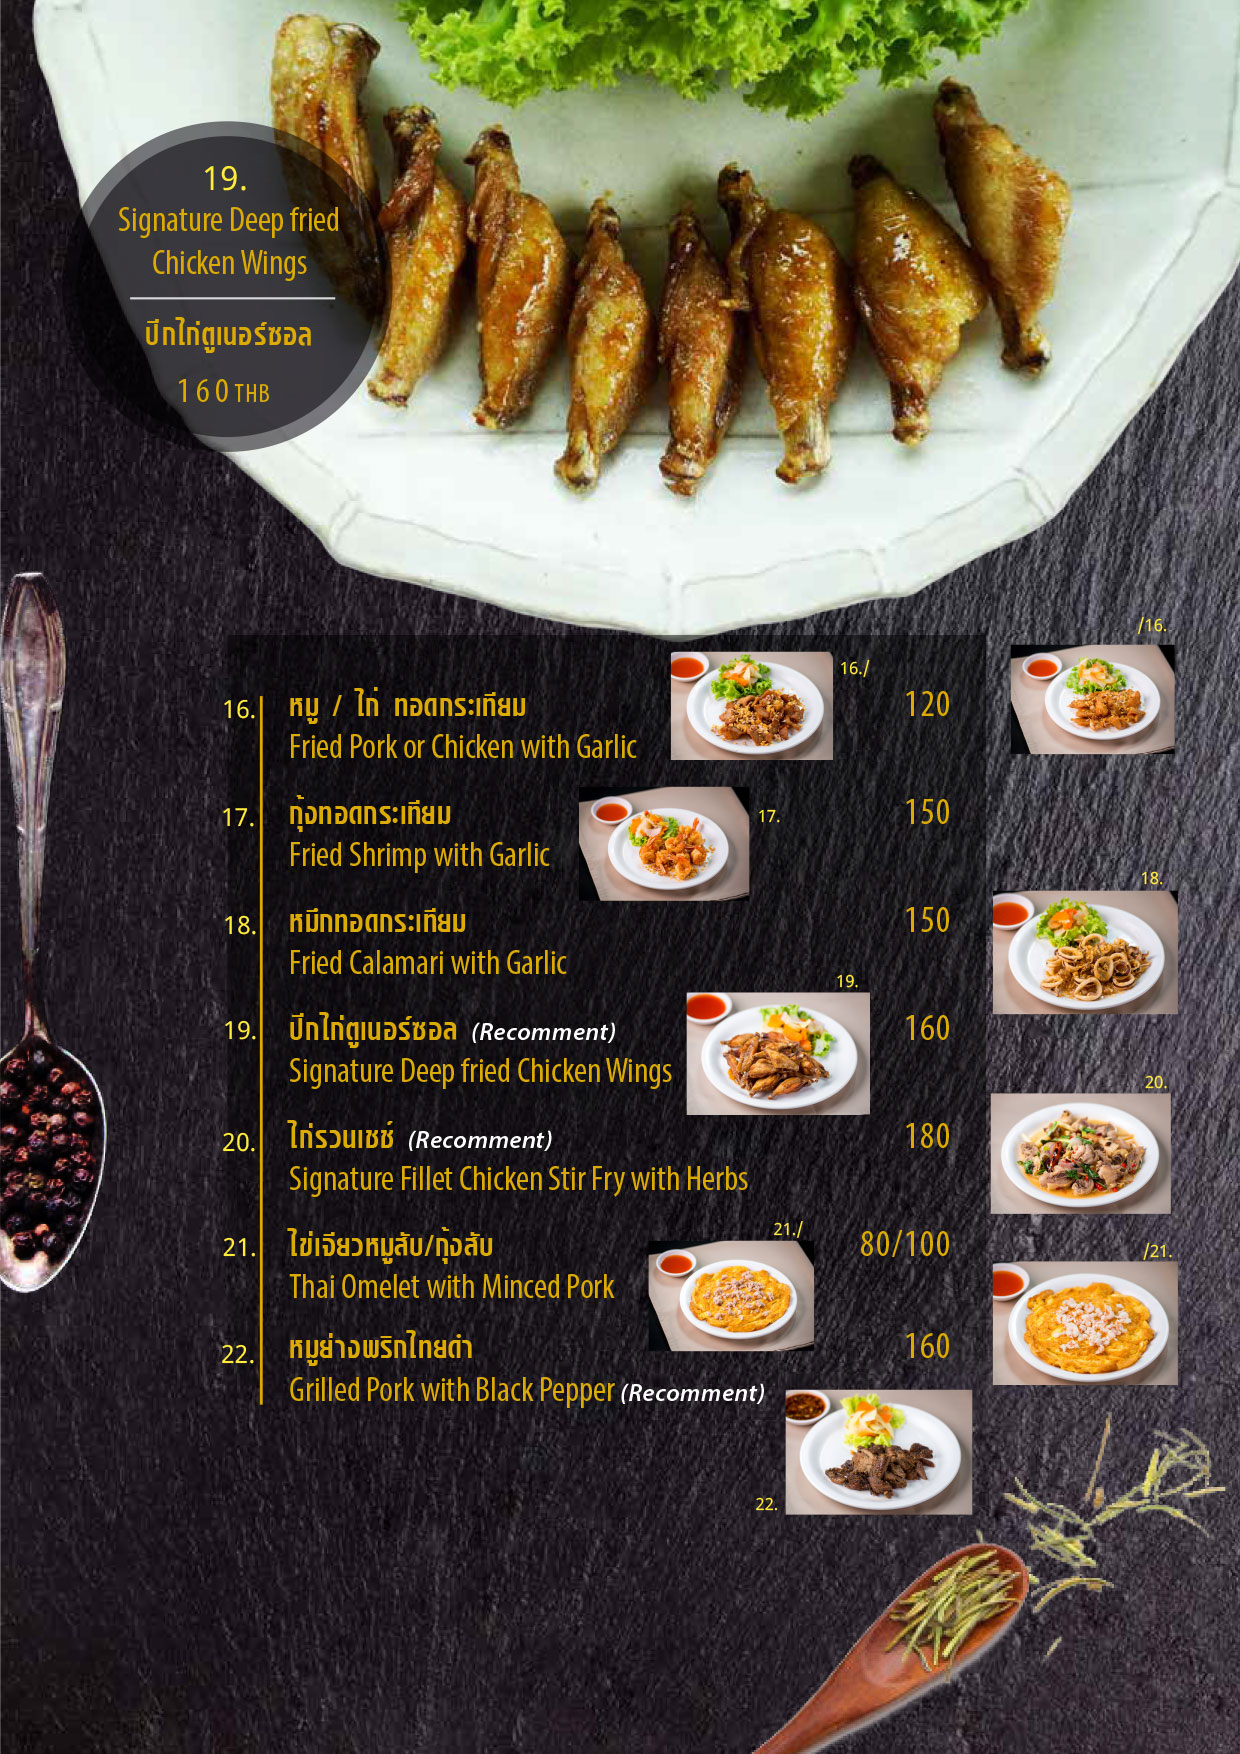 19.
Signature Deep fried
Chicken Wings
ปีกไก่ตูเนอร์ซอล
160 THB
/16.
16./
16. หมู / ไก่ ทอดกระเทียม 120
Fried Pork or Chicken with Garlic
17. กุ้งทอดกระเทียม 17. 150
Fried Shrimp with Garlic
18.
18. หมึกทอดกระเทียม 150
Fried Calamari with Garlic
19.
19. ปีกไก่ตูเนอร์ซอล (Recomment) 160
Signature Deep fried Chicken Wings
20.
20. ไก่รวนเชช์ (Recomment) 180
Signature Fillet Chicken Stir Fry with Herbs
21./
21. ไข่เจียวหมูสับ/กุ้งสับ 80/100 /21.
Thai Omelet with Minced Pork
22. หมูย่างพริกไทยดำ 160
Grilled Pork with Black Pepper (Recomment)
22.